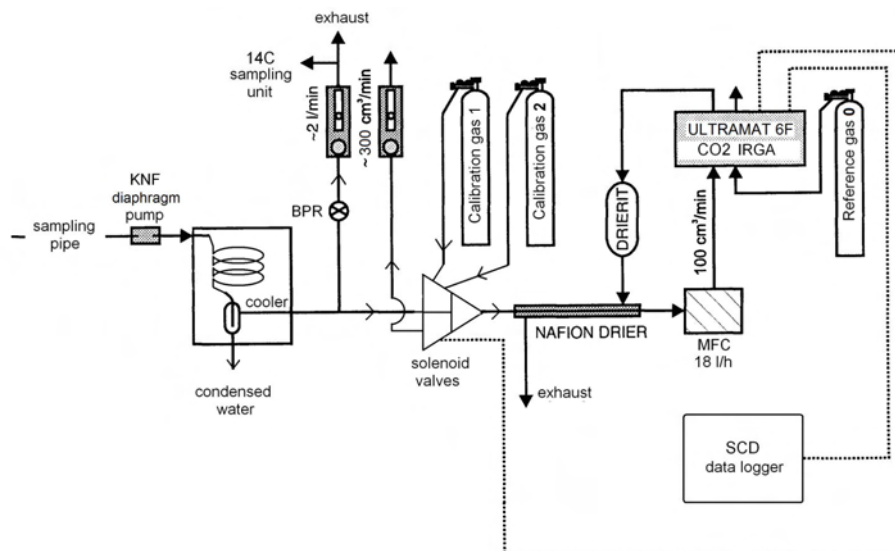 exhaust
14C
sampling
unit
~2 l/min
~ 300 cm³/min
Calibration gas 1
Calibration gas 2
ULTRAMAT 6F
CO2 IRGA
Reference gas 0
KNF
diaphragm
pump
BPR
DRIERIT
100 cm³/min
sampling
pipe
cooler
NAFION DRIER
MFC
18 l/h
solenoid
valves
condensed
water
exhaust
SCD
data logger